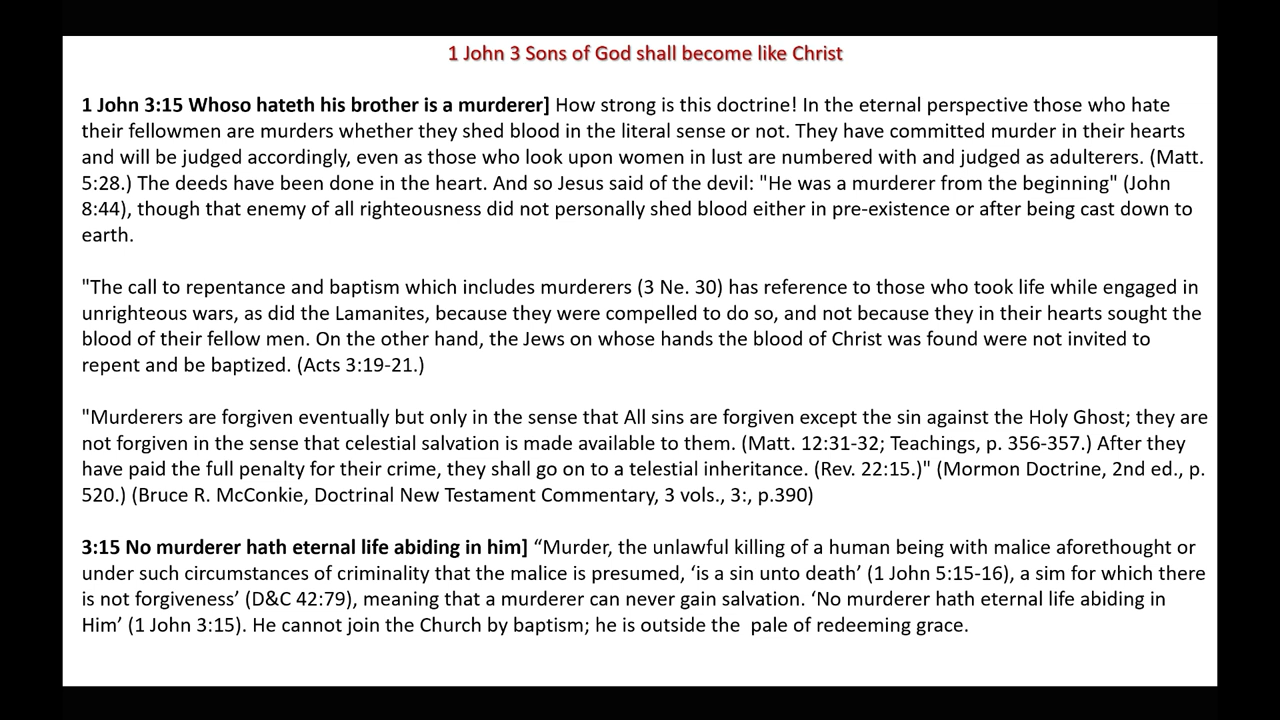 1 John 3 Sons of God shall become like Christ
1 John 3:15 Whoso hateth his brother is a murderer] How strong is this doctrine! In the eternal perspective those who hate
their fellowmen are murders whether they shed blood in the literal sense or not. They have committed murder in their hearts
and will be judged accordingly, even as those who look upon women in lust are numbered with and judged as adulterers. (Matt.
5:28.) The deeds have been done in the heart. And so Jesus said of the devil: "He was a murderer from the beginning" (John
8:44), though that enemy of all righteousness did not personally shed blood either in pre-existence or after being cast down to
earth.
"The call to repentance and baptism which includes murderers (3 Ne. 30) has reference to those who took life while engaged in
unrighteous wars, as did the Lamanites, because they were compelled to do so, and not because they in their hearts sought the
blood of their fellow men. On the other hand, the Jews on whose hands the blood of Christ was found were not invited to
repent and be baptized. (Acts 3:19-21.)
"Murderers are forgiven eventually but only in the sense that All sins are forgiven except the sin against the Holy Ghost; they are
not forgiven in the sense that celestial salvation is made available to them. (Matt. 12:31-32; Teachings, p. 356-357.) After they
have paid the full penalty for their crime, they shall go on to a telestial inheritance. (Rev. 22:15.)" (Mormon Doctrine, 2nd ed., p.
520.) (Bruce R. McConkie, Doctrinal New Testament Commentary, 3 vols., 3:, p.390)
3:15 No murderer hath eternal life abiding in him] “Murder, the unlawful killing of a human being with malice aforethought or
under such circumstances of criminality that the malice is presumed, ‘is a sin unto death’ (1 John 5:15-16), a sim for which there
is not forgiveness’ (D&C 42:79), meaning that a murderer can never gain salvation. ‘No murderer hath eternal life abiding in
Him’ (1 John 3:15). He cannot join the Church by baptism; he is outside the  pale of redeeming grace.